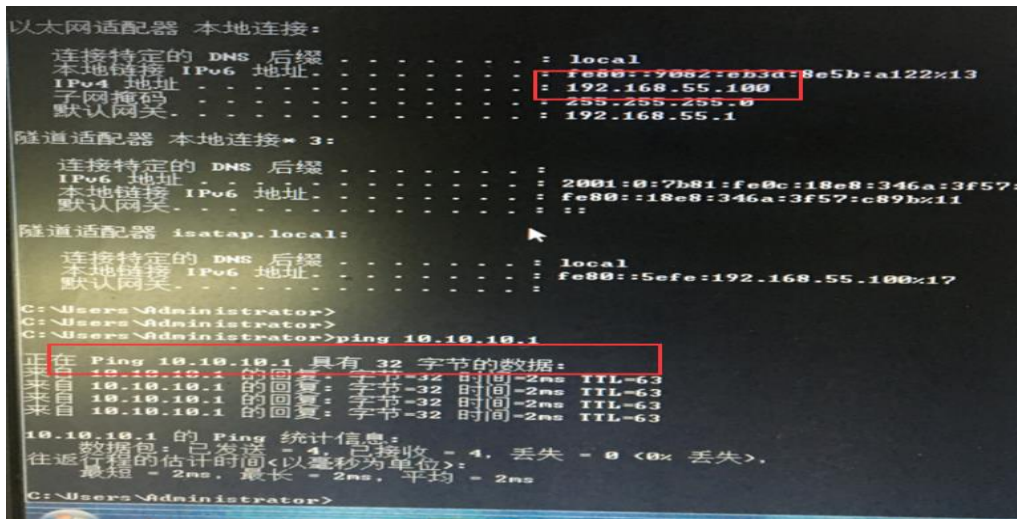 以太网适配器 本地连接:
连接特定的 DNS 后缀 . . . . . . . : local
本地链接 IPv6 地址. . . . . . . . : fe80::9082:eb3d:8e5b:a122%13
IPv4 地址 . . . . . . . . . . . . : 192.168.55.100
子网掩码 . . . . . . . . . . . . : 255.255.255.0
默认网关. . . . . . . . . . . . . : 192.168.55.1
隧道适配器 本地连接* 3:
连接特定的 DNS 后缀 . . . . . . . :
IPv6 地址 . . . . . . . . . . . . : 2001:0:7b81:fe0c:18e8:346a:3f57:
本地链接 IPv6 地址. . . . . . . . : fe80::18e8:346a:3f57:c89b%11
默认网关. . . . . . . . . . . . . : ::
隧道适配器 isatap.local:
连接特定的 DNS 后缀 . . . . . . . : local
本地链接 IPv6 地址. . . . . . . . : fe80::5efe:192.168.55.100%17
默认网关. . . . . . . . . . . . . :
C:\Users\Administrator>
C:\Users\Administrator>
C:\Users\Administrator>ping 10.10.10.1
正在 Ping 10.10.10.1 具有 32 字节的数据:
来自 10.10.10.1 的回复: 字节=32 时间=2ms TTL=63
来自 10.10.10.1 的回复: 字节=32 时间=2ms TTL=63
来自 10.10.10.1 的回复: 字节=32 时间=2ms TTL=63
来自 10.10.10.1 的回复: 字节=32 时间=2ms TTL=63
10.10.10.1 的 Ping 统计信息:
数据包: 已发送 = 4, 已接收 = 4, 丢失 = 0 (0% 丢失),
往返行程的估计时间(以毫秒为单位):
最短 = 2ms, 最长 = 2ms, 平均 = 2ms
C:\Users\Administrator>